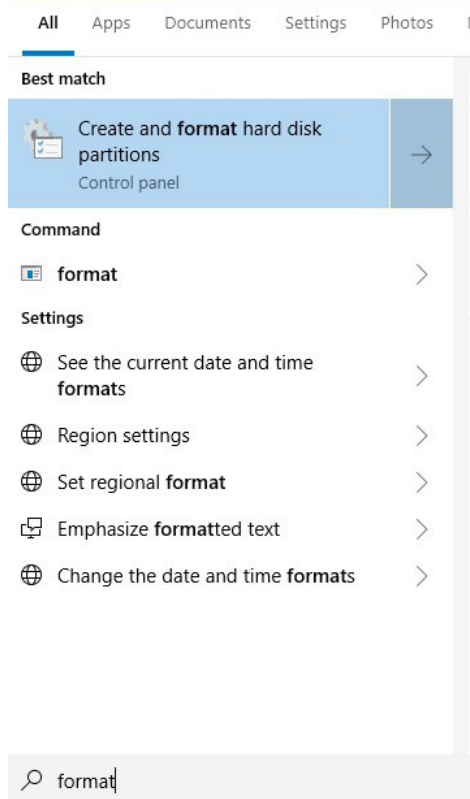 All Apps Documents Settings Photos
Best match
Create and format hard disk
partitions
Control panel
Command
format
Settings
See the current date and time
formats
Region settings
Set regional format
Emphasize formatted text
Change the date and time formats
format